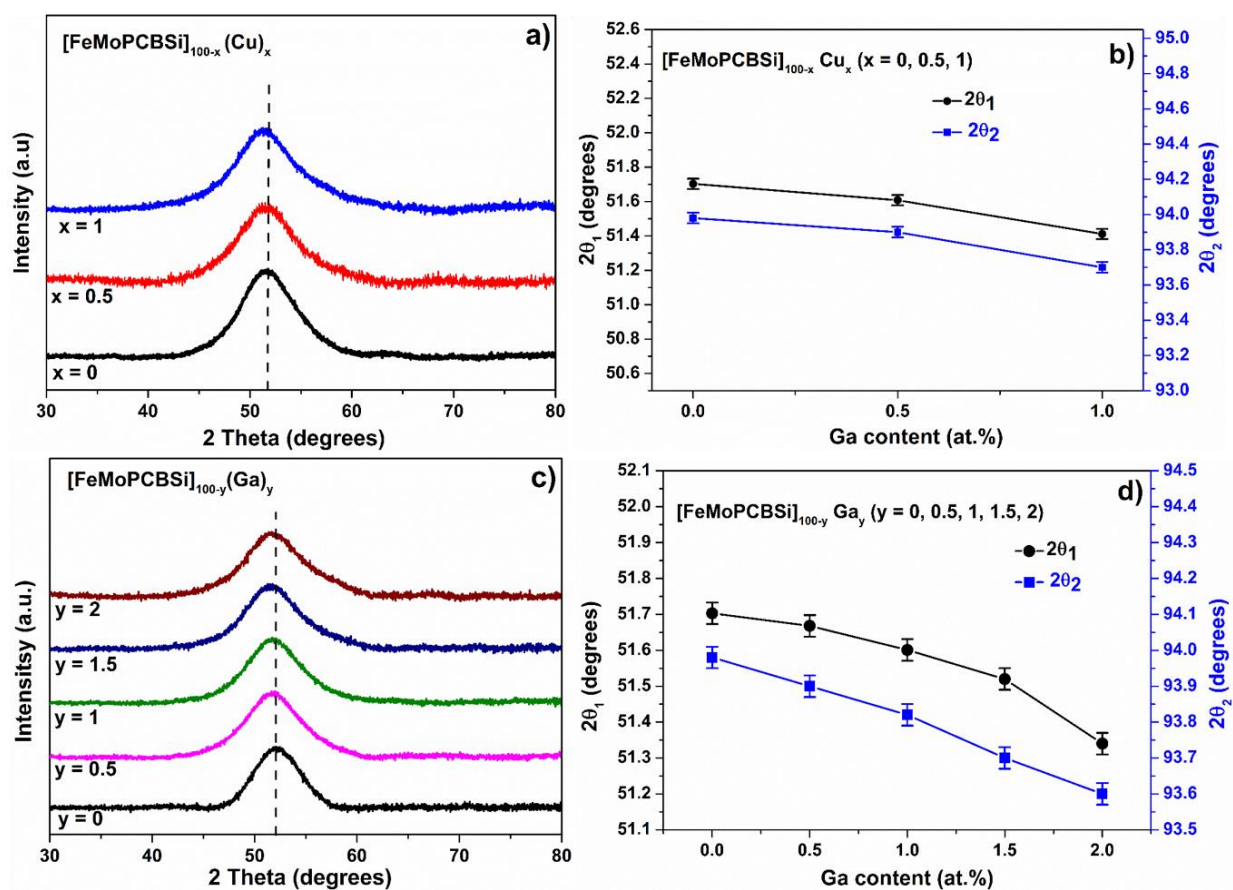 [FeMoPCBSi]100-x(Cu)x
a)
Intensity (a.u)
x = 1
x = 0.5
x = 0
30 40 50 60 70 80
2 Theta (degrees)
[FeMoPCBSi]100-x Cux (x = 0, 0.5, 1)
b)
2θ1
2θ2
2θ1 (degrees)
52.6
52.4
52.2
52.0
51.8
51.6
51.4
51.2
51.0
50.8
50.6
95.0
94.8
94.6
94.4
94.2
94.0
93.8
93.6
93.4
93.2
93.0
2θ2 (degrees)
0.0 0.5 1.0
Ga content (at.%)
[FeMoPCBSi]100-y(Ga)y
c)
Intensitsy (a.u.)
y = 2
y = 1.5
y = 1
y = 0.5
y = 0
30 40 50 60 70 80
2 Theta (degrees)
[FeMoPCBSi]100-y Gay (y = 0, 0.5, 1, 1.5, 2)
d)
2θ1
2θ2
2θ1 (degrees)
52.1
52.0
51.9
51.8
51.7
51.6
51.5
51.4
51.3
51.2
51.1
94.5
94.4
94.3
94.2
94.1
94.0
93.9
93.8
93.7
93.6
93.5
2θ2 (degrees)
0.0 0.5 1.0 1.5 2.0
Ga content (at.%)